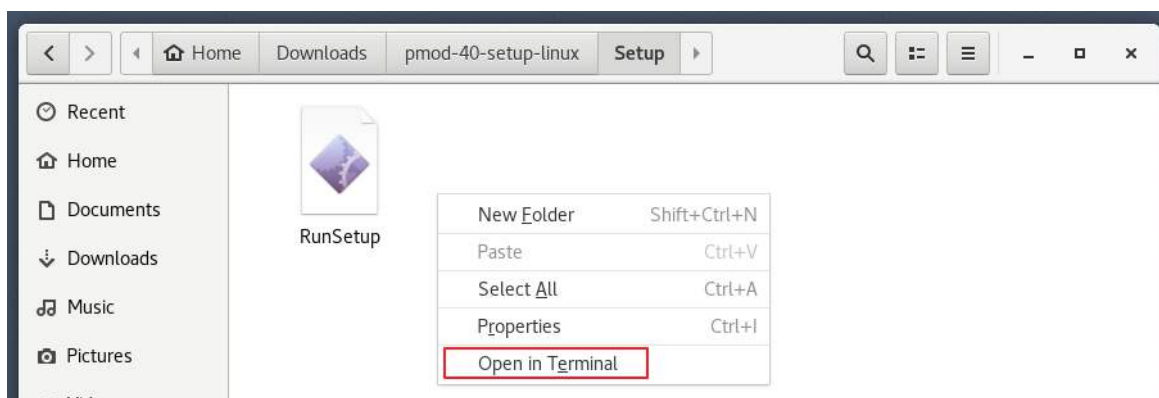 Home Downloads pmod-40-setup-linux Setup
Recent
Home
Documents
Downloads
Music
Pictures
RunSetup
New Folder Shift+Ctrl+N
Paste Ctrl+V
Select All Ctrl+A
Properties Ctrl+I
Open in Terminal